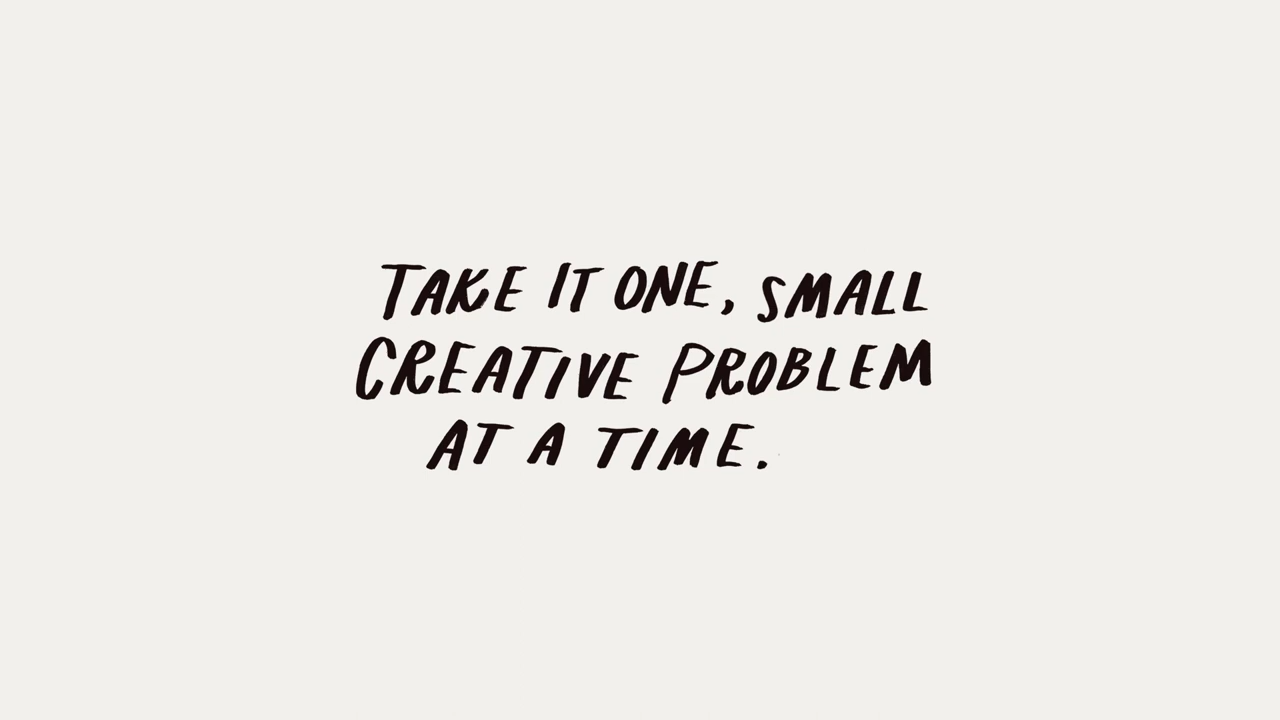 TAKE IT ONE, SMALL
CREATIVE PROBLEM
AT A TIME.